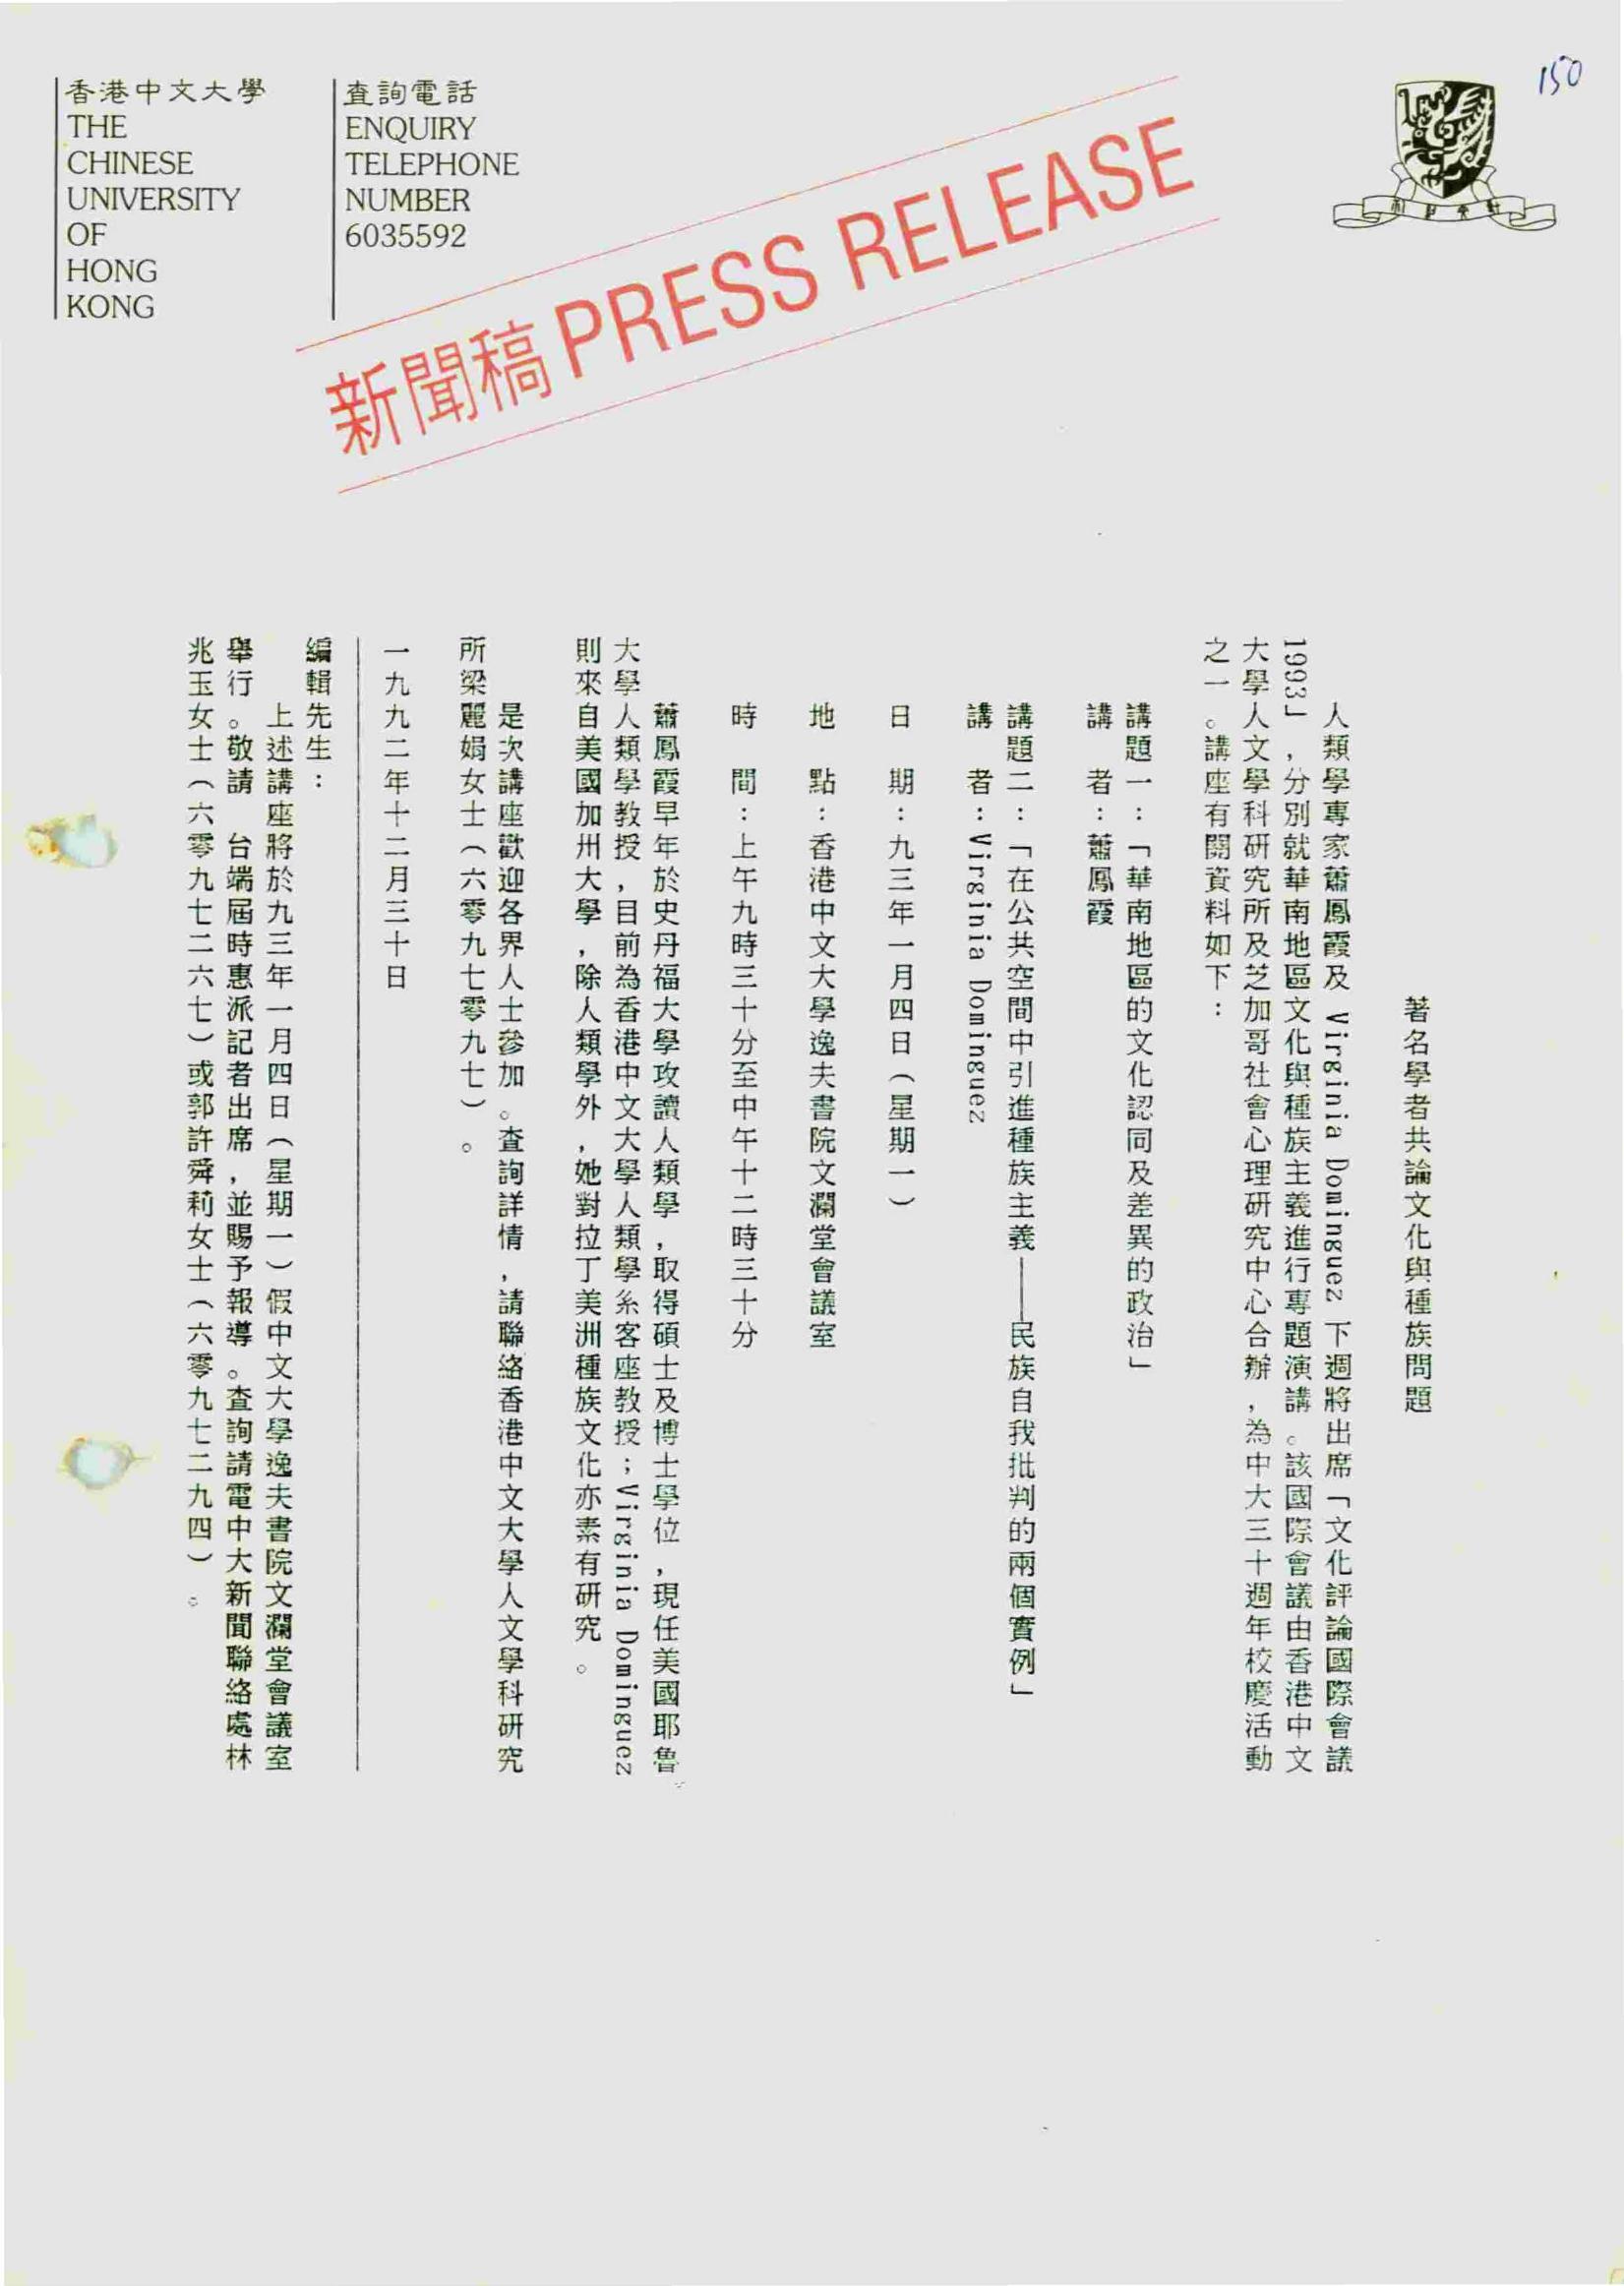 香港中文大學
THE
CHINESE
UNIVERSITY
OF
HONG
KONG
查詢電話
ENQUIRY
TELEPHONE
NUMBER
6035592
150
新聞稿 PRESS RELEASE
著名學者共論文化與種族問題
人類學專家蕭鳳霞及 Virginia Dominguez 下週將出席「文化評論國際會議
1993」，分別就華南地區文化與種族主義進行專題演講。該國際會議由香港中文
大學人文學科研究所及芝加哥社會心理研究中心合辦，為中大三十週年校慶活動
之一。講座有關資料如下：
講題一：「華南地區的文化認同及差異的政治」
講　者：蕭鳳霞
講題二：「在公共空間中引進種族主義——民族自我批判的兩個實例」
講　者：Virginia Dominguez
日　期：九三年一月四日（星期一）
地　點：香港中文大學逸夫書院文瀾堂會議室
時　間：上午九時三十分至中午十二時三十分
蕭鳳霞早年於史丹福大學攻讀人類學，取得碩士及博士學位，現任美國耶魯
大學人類學教授，目前為香港中文大學人類學系客座教授；Virginia Dominguez
則來自美國加州大學，除人類學外，她對拉丁美洲種族文化亦素有研究。
是次講座歡迎各界人士參加。查詢詳情，請聯絡香港中文大學人文學科研究
所梁麗娟女士（六零九七零九七）。
一九九二年十二月三十日
編輯先生：
上述講座將於九三年一月四日（星期一）假中文大學逸夫書院文瀾堂會議室
舉行。敬請　台端屆時惠派記者出席，並賜予報導。查詢請電中大新聞聯絡處林
兆玉女士（六零九七二六七）或郭許舜莉女士（六零九七二九四）。